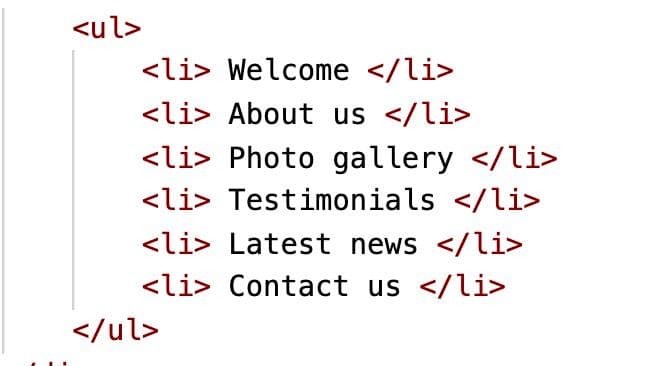 <ul>
<li> Welcome </li>
<li> About us </li>
<li> Photo gallery </li>
<li> Testimonials </li>
<li> Latest news </li>
<li> Contact us </li>
</ul>